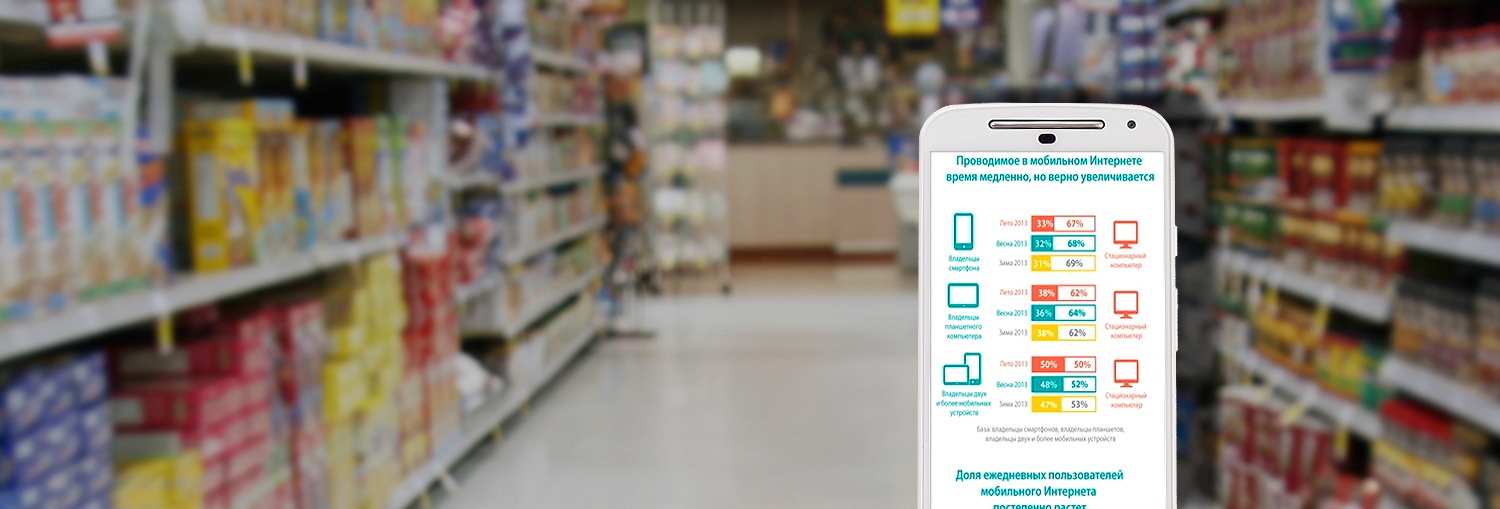 Проводимое в мобильном Интернете
время медленно, но верно увеличивается
Лето 2013 33% 67%
Весна 2013 32% 68%
Зима 2013 31% 69%
Владельцы
смартфона
Стационарный
компьютер
Лето 2013 38% 62%
Весна 2013 36% 64%
Зима 2013 38% 62%
Владельцы
планшетного
компьютера
Стационарный
компьютер
Лето 2013 50% 50%
Весна 2013 48% 52%
Зима 2013 47% 53%
Владельцы двух
и более мобильных
устройств
Стационарный
компьютер
База: владельцы смартфонов, владельцы планшетов,
владельцы двух и более мобильных устройств
Доля ежедневных пользователей
мобильного Интернета
постепенно растет